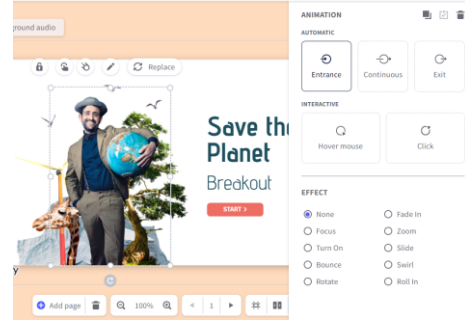 ANIMATION
AUTOMATIC
round audio
Entrance
Continuous
Exit
Replace
INTERACTIVE
Hover mouse
Click
Save the
Planet
Breakout
START >
EFFECT
None
Fade In
Focus
Zoom
Turn On
Slide
Bounce
Swirl
Rotate
Roll In
y
Add page
100%
1